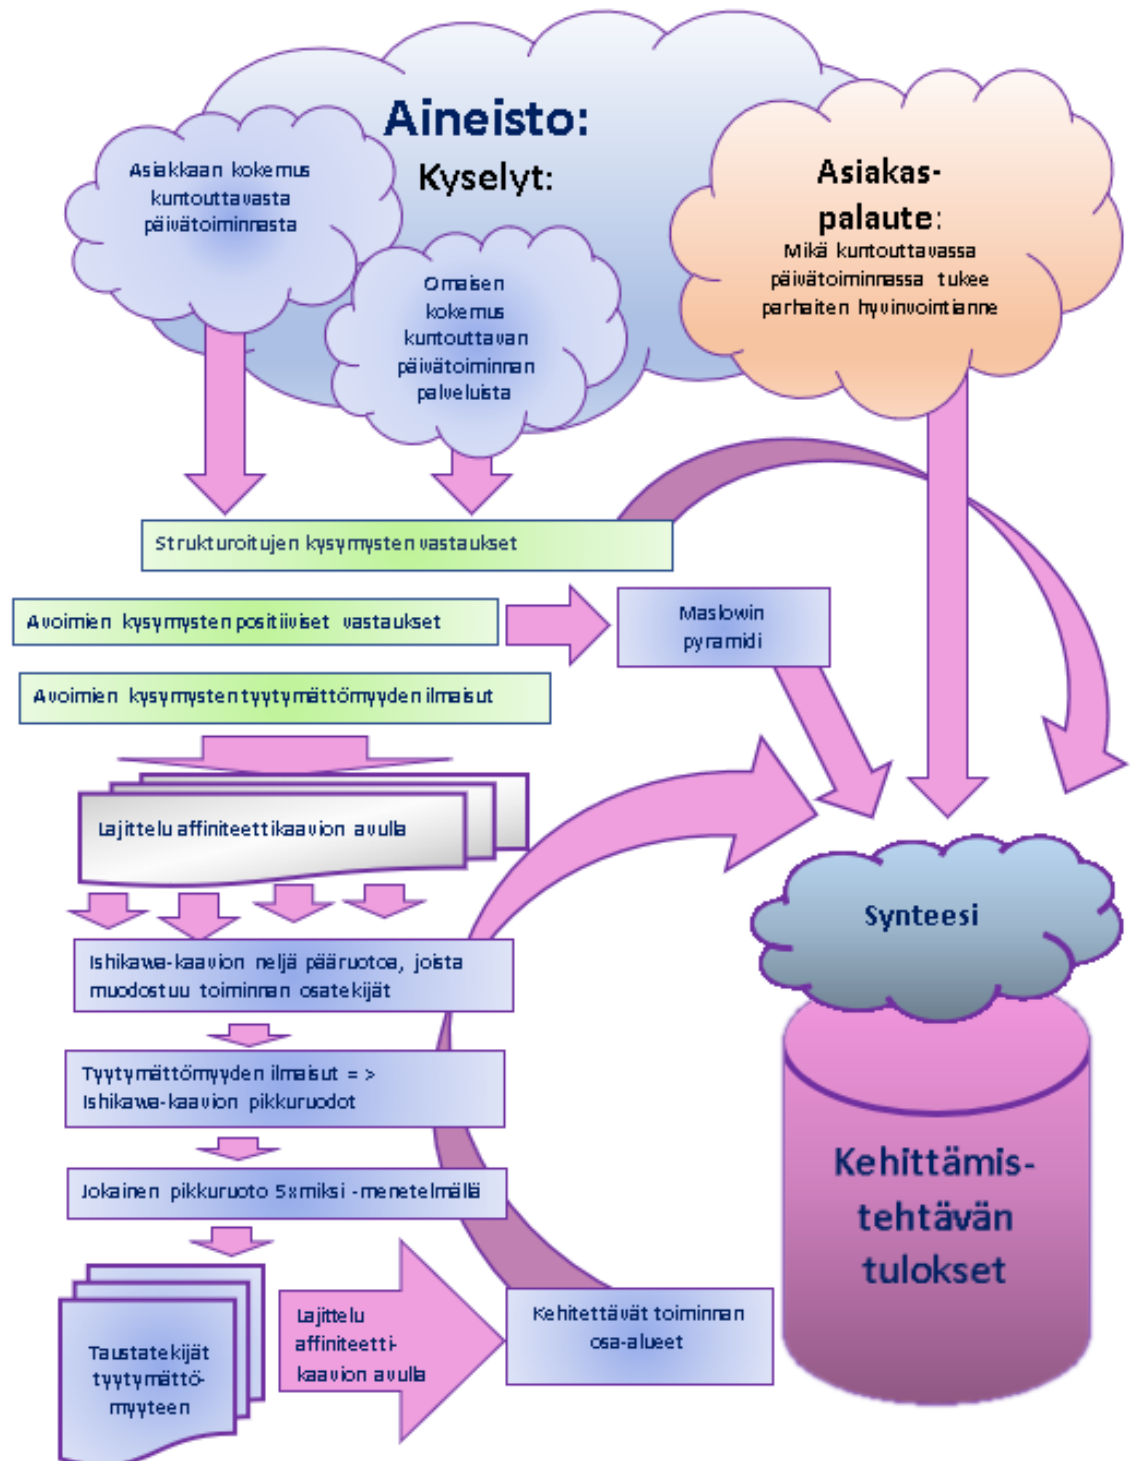 Aineisto:
Kyselyt:
Asiakkaan kokemus
kuntouttavasta
päivätoiminnasta
Omaisen
kokemus
kuntouttavan
päivätoiminnan
palveluista
Asiakas-
palaute:
Mikä kuntouttavassa
päivätoiminnassa tukee
parhaiten hyvinvointianne
Strukturoitujen kysymysten vastaukset
Avoimien kysymysten positiiviset vastaukset
Maslowin
pyramidi
Avoimien kysymysten tyytymättömyyden ilmaisut
Lajittelu affiniteettikaavion avulla
Ishikawa-kaavion neljä pääruotoa, joista
muodostuu toiminnan osatekijät
Tyytymättömyyden ilmaisut = >
Ishikawa-kaavion pikkuruodot
Jokainen pikkuruoto 5xmiksi -menetelmällä
Taustatekijät
tyytymättö-
myyteen
Lajittelu
affiniteetti-
kaavion avulla
Kehitettävät toiminnan
osa-alueet
Synteesi
Kehittämis-
tehtävän
tulokset